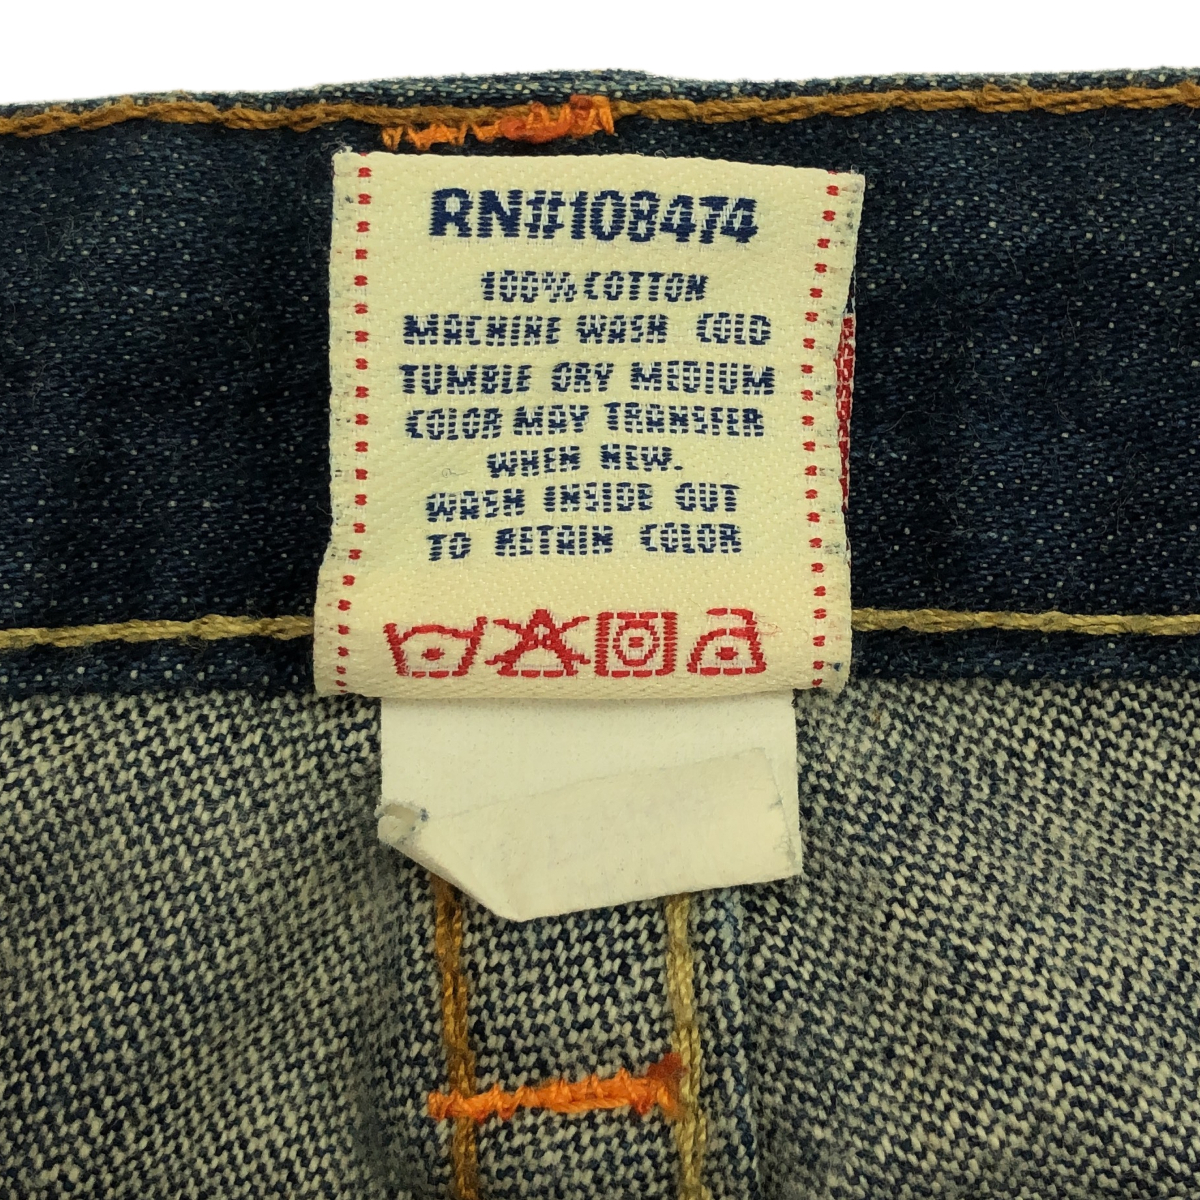 RN#108474
100% COTTON
MACHINE WASH COLD
TUMBLE DRY MEDIUM
COLOR MAY TRANSFER
WHEN NEW.
WASH INSIDE OUT
TO RETAIN COLOR